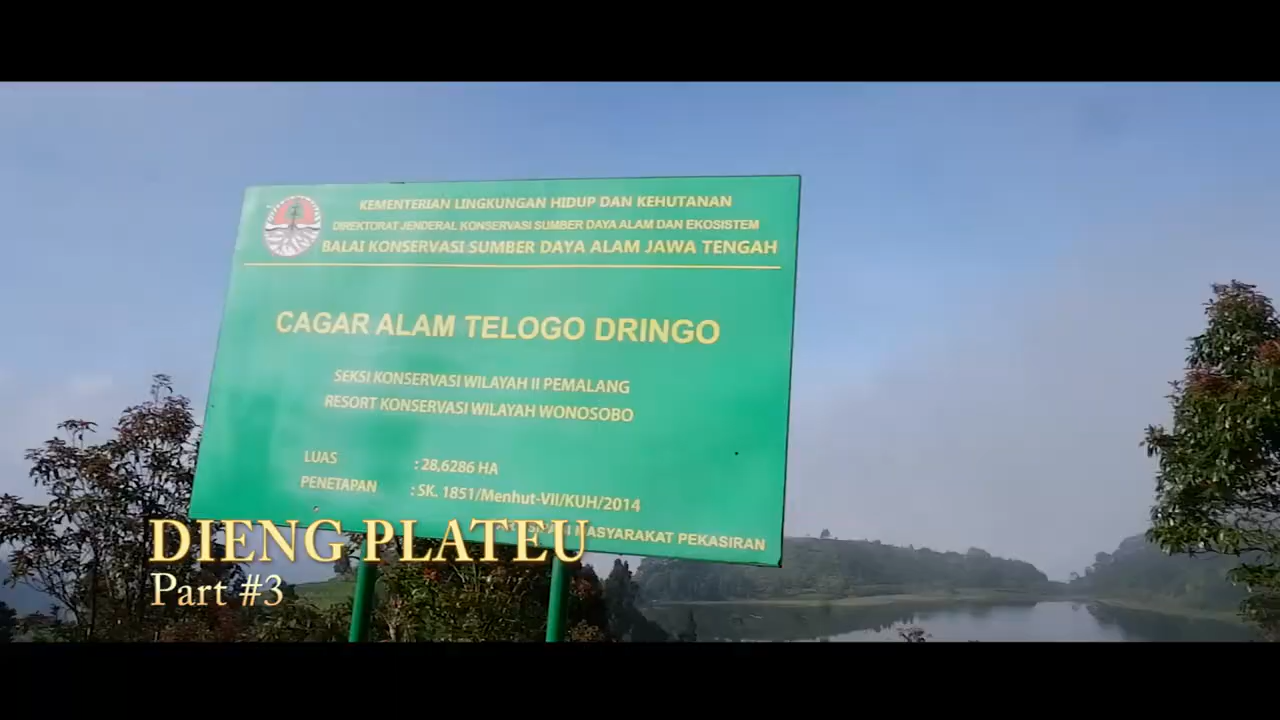 KEMENTERIAN LINGKUNGAN HIDUP DAN KEHUTANAN
DIREKTORAT JENDERAL KONSERVASI SUMBER DAYA ALAM DAN EKOSISTEM
BALAI KONSERVASI SUMBER DAYA ALAM JAWA TENGAH
CAGAR ALAM TELOGO DRINGO
SEKSI KONSERVASI WILAYAH II PEMALANG
RESORT KONSERVASI WILAYAH WONOSOBO
LUAS : 28,6286 HA
PENETAPAN : SK. 1851/Menhut-VII/KUH/2014
MASYARAKAT PEKASIRAN
DIENG PLATEU
Part #3